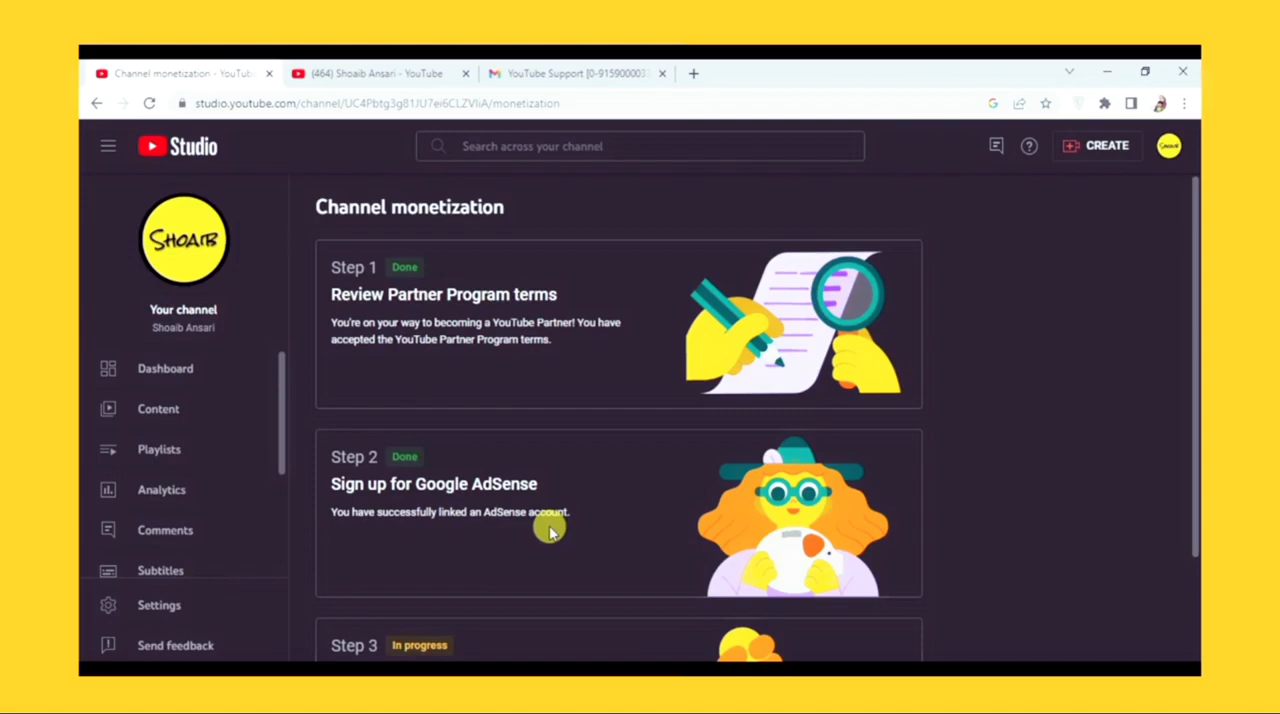 Channel monetization - YouTub
(464) Shoaib Ansari - YouTube
YouTube Support [0-9159000033
studio.youtube.com/channel/UC4Pbtg3g81JU7ei6CLZVIiA/monetization
Studio
Search across your channel
CREATE
SHOAIB
SHOAIB
Your channel
Shoaib Ansari
Dashboard
Content
Playlists
Analytics
Comments
Subtitles
Settings
Send feedback
Channel monetization
Step 1 Done
Review Partner Program terms
You're on your way to becoming a YouTube Partner! You have
accepted the YouTube Partner Program terms.
Step 2 Done
Sign up for Google AdSense
You have successfully linked an AdSense account.
Step 3 In progress